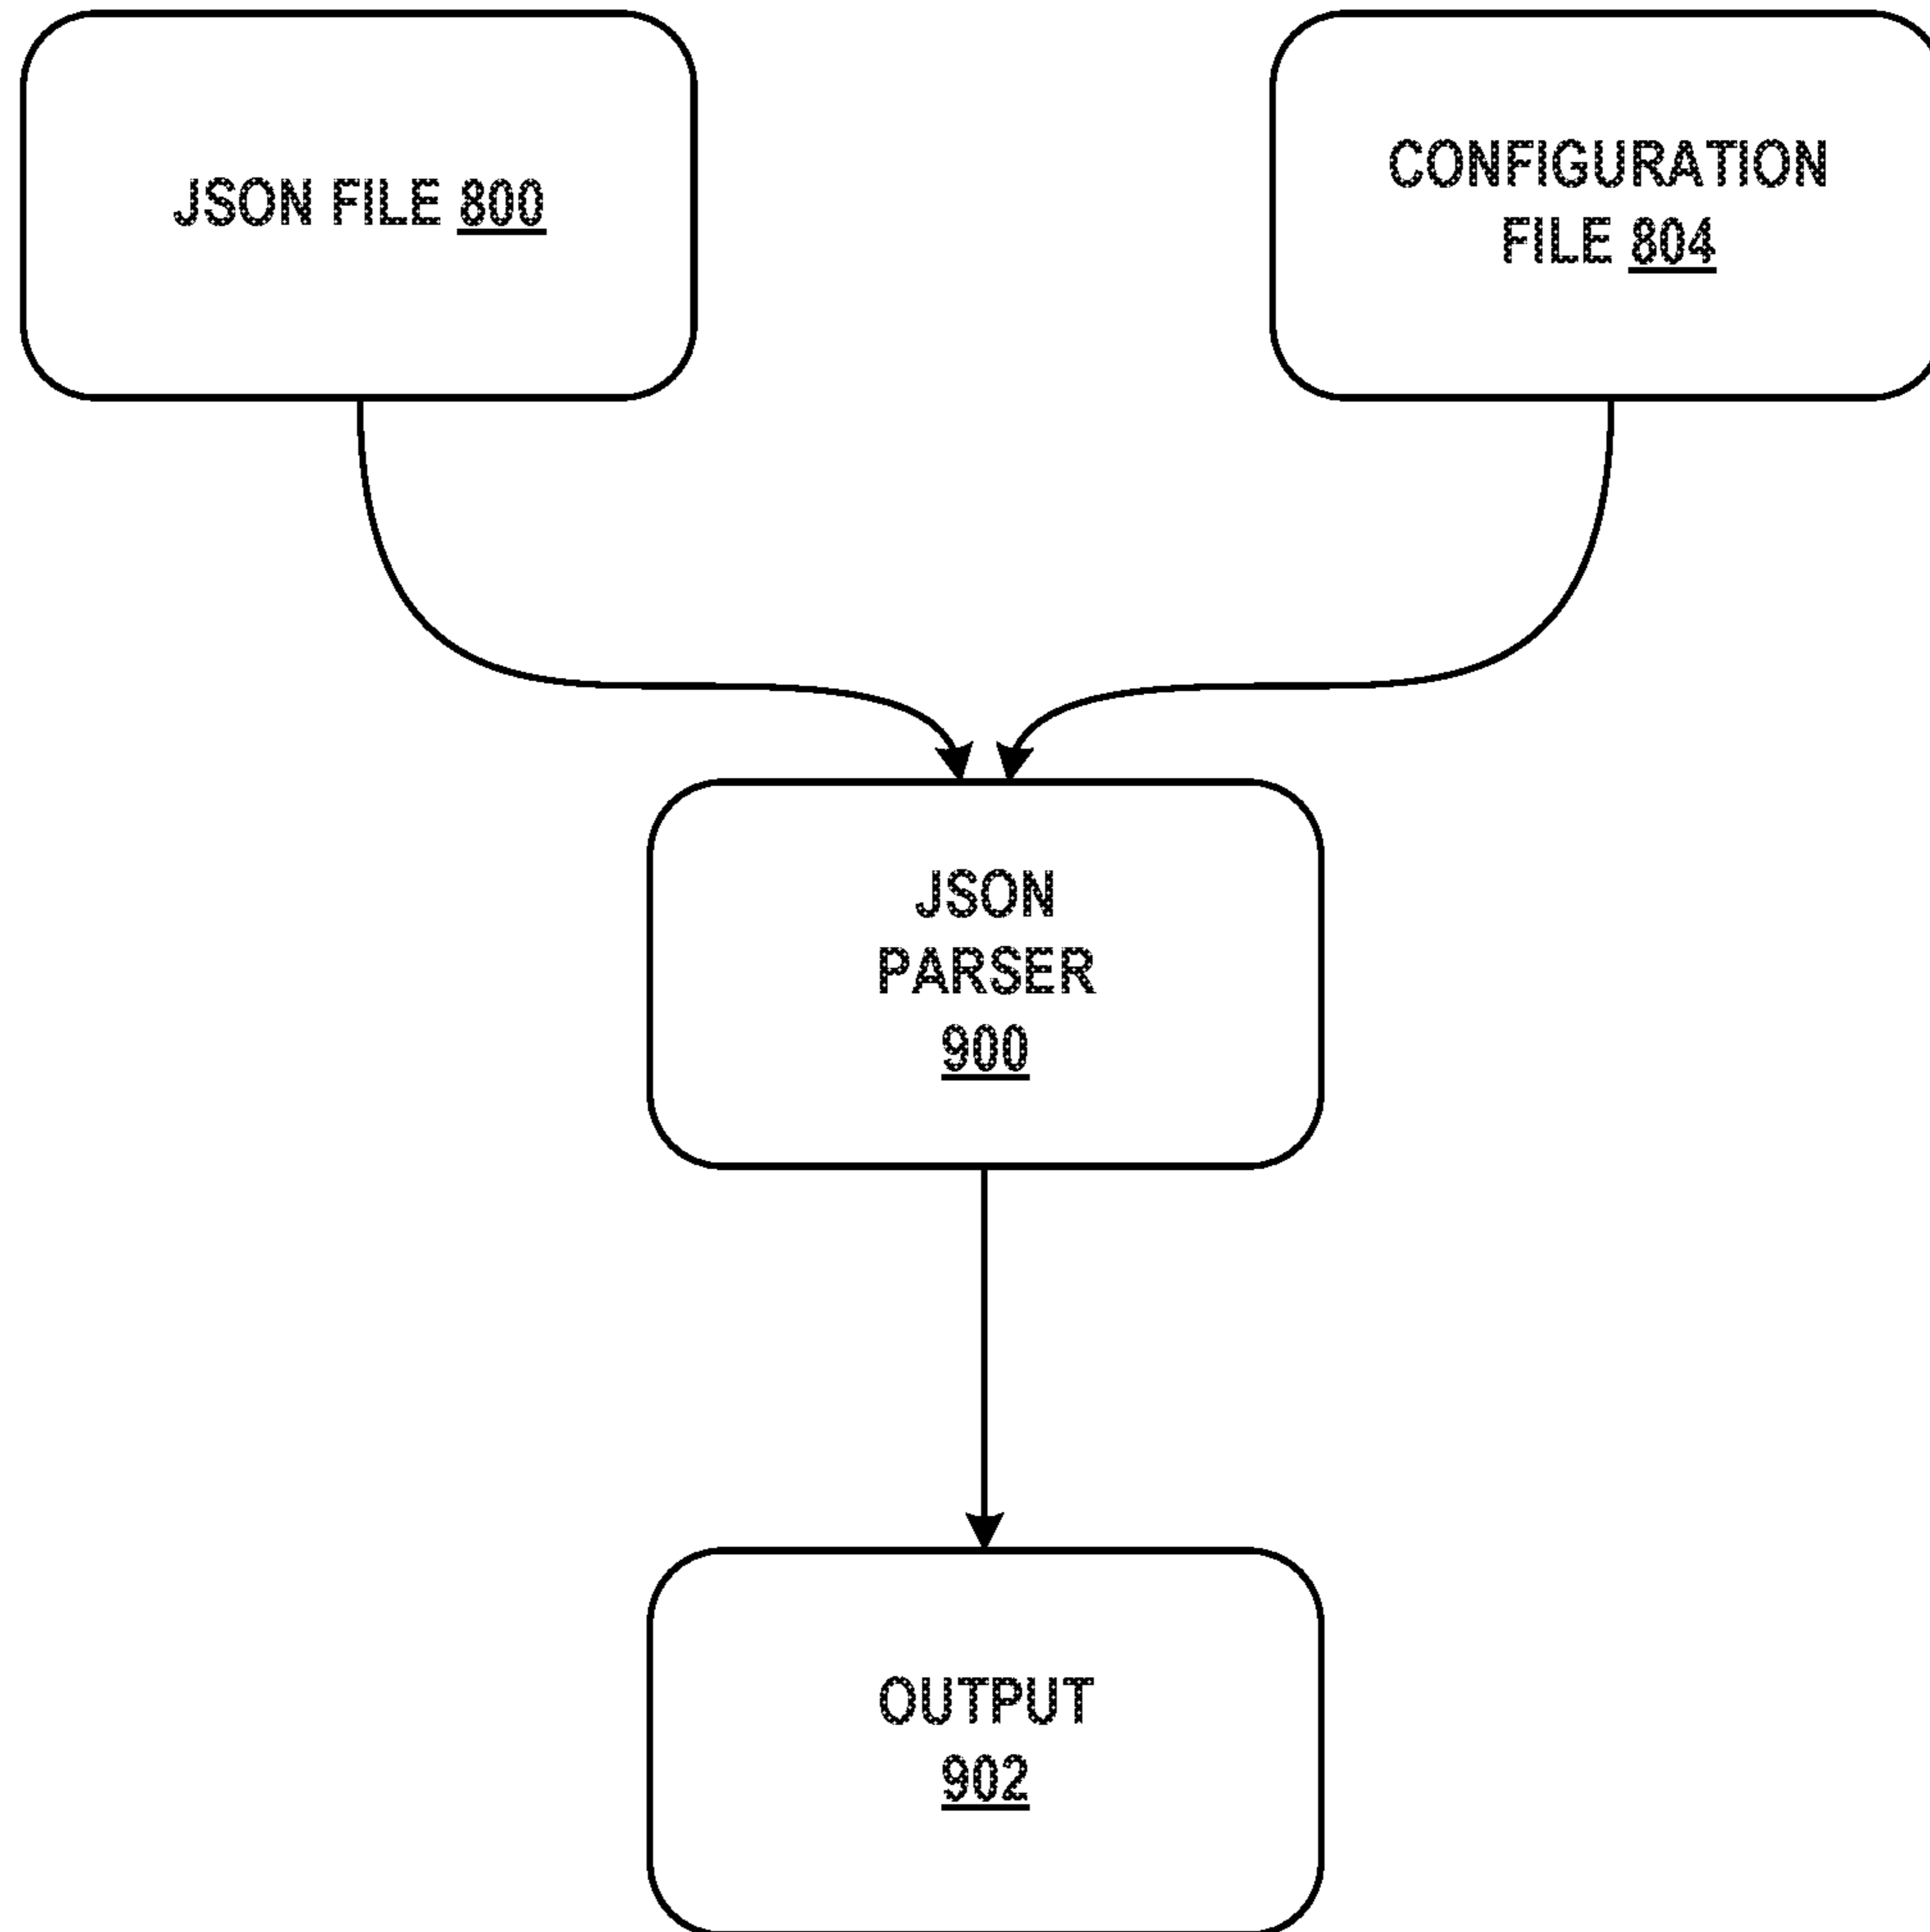 JSON FILE 800
CONFIGURATION
FILE 804
JSON
PARSER
900
OUTPUT
902